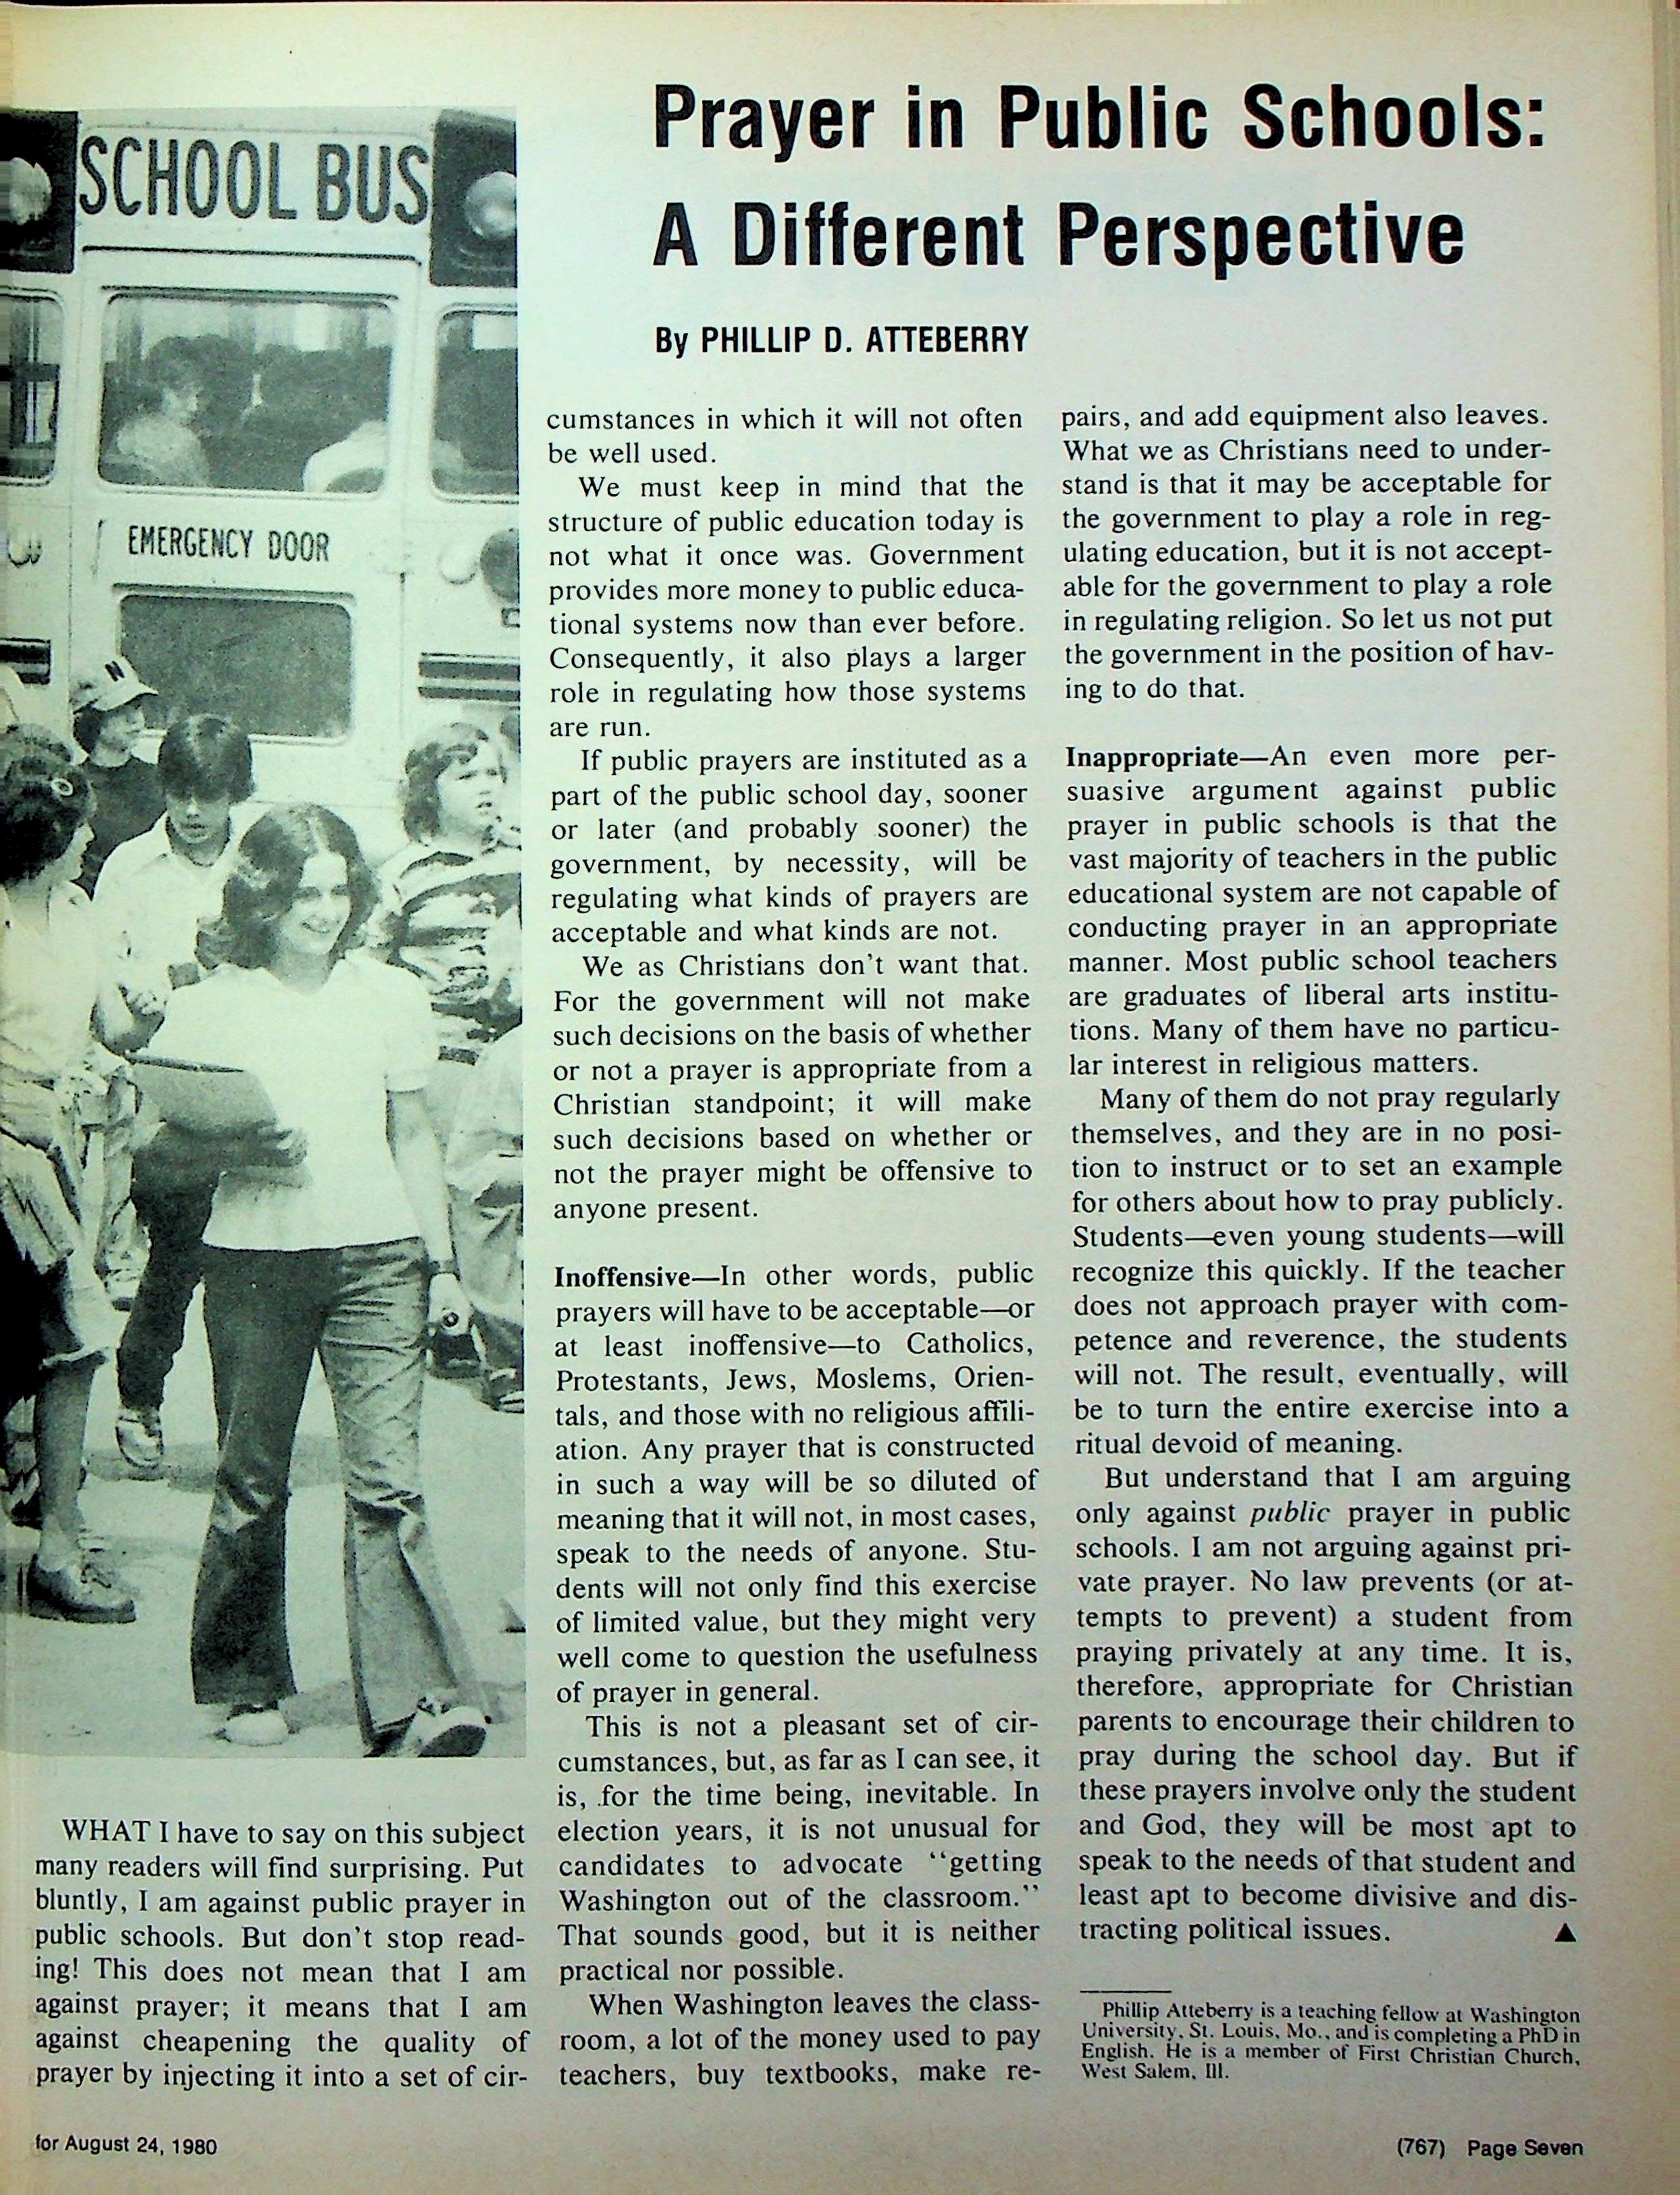 Prayer in Public Schools:
A Different Perspective
By PHILLIP D. ATTEBERRY
SCHOOL BUS
EMERGENCY DOOR
N
WHAT I have to say on this subject
many readers will find surprising. Put
bluntly, I am against public prayer in
public schools. But don't stop read-
ing! This does not mean that I am
against prayer; it means that I am
against cheapening the quality of
prayer by injecting it into a set of cir-
cumstances in which it will not often
be well used.
We must keep in mind that the
structure of public education today is
not what it once was. Government
provides more money to public educa-
tional systems now than ever before.
Consequently, it also plays a larger
role in regulating how those systems
are run.
If public prayers are instituted as a
part of the public school day, sooner
or later (and probably sooner) the
government, by necessity, will be
regulating what kinds of prayers are
acceptable and what kinds are not.
We as Christians don't want that.
For the government will not make
such decisions on the basis of whether
or not a prayer is appropriate from a
Christian standpoint; it will make
such decisions based on whether or
not the prayer might be offensive to
anyone present.
Inoffensive—In other words, public
prayers will have to be acceptable—or
at least inoffensive—to Catholics,
Protestants, Jews, Moslems, Orien-
tals, and those with no religious affili-
ation. Any prayer that is constructed
in such a way will be so diluted of
meaning that it will not, in most cases,
speak to the needs of anyone. Stu-
dents will not only find this exercise
of limited value, but they might very
well come to question the usefulness
of prayer in general.
This is not a pleasant set of cir-
cumstances, but, as far as I can see, it
is, for the time being, inevitable. In
election years, it is not unusual for
candidates to advocate "getting
Washington out of the classroom."
That sounds good, but it is neither
practical nor possible.
When Washington leaves the class-
room, a lot of the money used to pay
teachers, buy textbooks, make re-
pairs, and add equipment also leaves.
What we as Christians need to under-
stand is that it may be acceptable for
the government to play a role in reg-
ulating education, but it is not accept-
able for the government to play a role
in regulating religion. So let us not put
the government in the position of hav-
ing to do that.
Inappropriate—An even more per-
suasive argument against public
prayer in public schools is that the
vast majority of teachers in the public
educational system are not capable of
conducting prayer in an appropriate
manner. Most public school teachers
are graduates of liberal arts institu-
tions. Many of them have no particu-
lar interest in religious matters.
Many of them do not pray regularly
themselves, and they are in no posi-
tion to instruct or to set an example
for others about how to pray publicly.
Students—even young students—will
recognize this quickly. If the teacher
does not approach prayer with com-
petence and reverence, the students
will not. The result, eventually, will
be to turn the entire exercise into a
ritual devoid of meaning.
But understand that I am arguing
only against public prayer in public
schools. I am not arguing against pri-
vate prayer. No law prevents (or at-
tempts to prevent) a student from
praying privately at any time. It is,
therefore, appropriate for Christian
parents to encourage their children to
pray during the school day. But if
these prayers involve only the student
and God, they will be most apt to
speak to the needs of that student and
least apt to become divisive and dis-
tracting political issues. ▲
Phillip Atteberry is a teaching fellow at Washington
University, St. Louis, Mo., and is completing a PhD in
English. He is a member of First Christian Church,
West Salem, Ill.
for August 24, 1980
(767) Page Seven